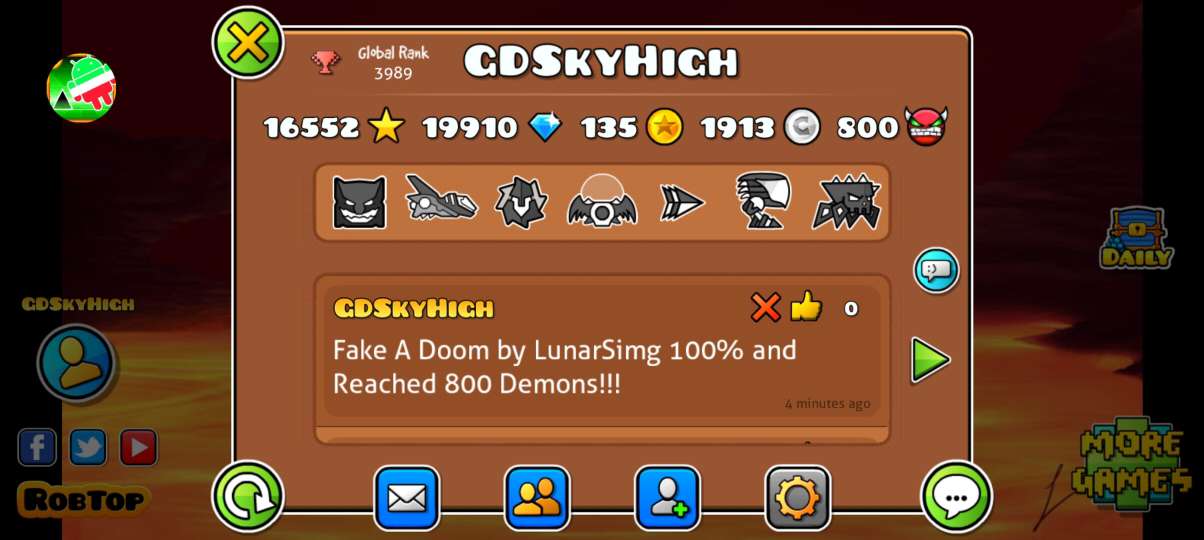 Global Rank
3989
GDSkyHigh
16552
19910
135
1913
800
GDSkyHigh
0
Fake A Doom by LunarSimg 100% and
Reached 800 Demons!!!
4 minutes ago
GDSkyHigh
RobTop
Daily
More
Games